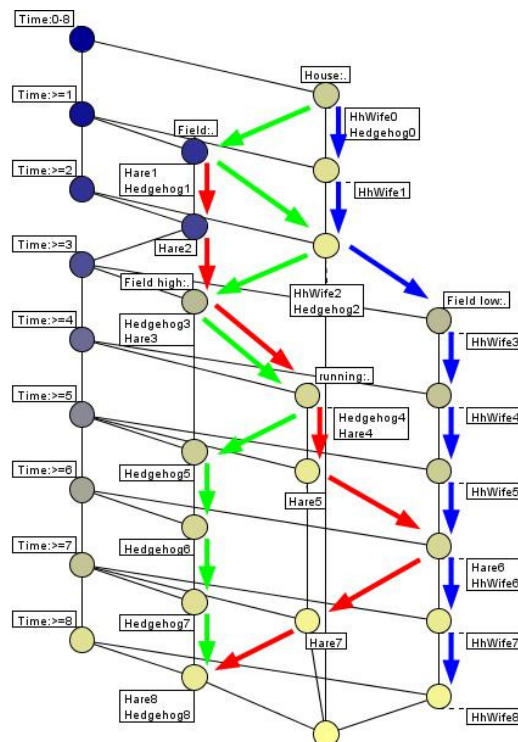 Time:0-8
House:.
Time:>=1
HhWife0
Hedgehog0
Field:.
Time:>=2
Hare1
Hedgehog1
HhWife1
Time:>=3
Hare2
Field high:.
HhWife2
Hedgehog2
Field low:.
Time:>=4
Hedgehog3
Hare3
HhWife3
running:.
Time:>=5
Hedgehog4
Hare4
HhWife4
Time:>=6
Hedgehog5
Hare5
HhWife5
Time:>=7
Hedgehog6
Hare6
HhWife6
Time:>=8
Hedgehog7
Hare7
HhWife7
Hare8
Hedgehog8
HhWife8